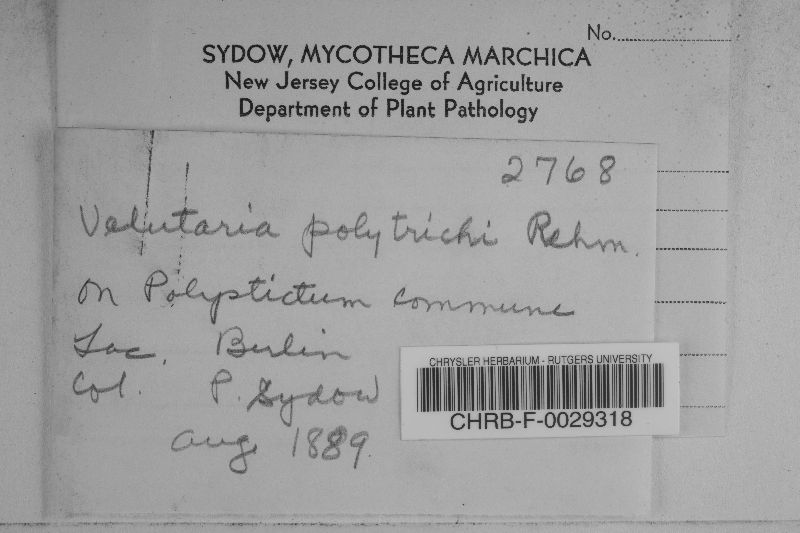 No.
SYDOW, MYCOTHECA MARCHICA
New Jersey College of Agriculture
Department of Plant Pathology
2768
Velutaria polytrichi Rehm.
on Polystictum commune
Loc. Berlin
Col. P. Sydow
Aug. 1889
CHRYSLER HERBARIUM - RUTGERS UNIVERSITY
CHRB-F-0029318